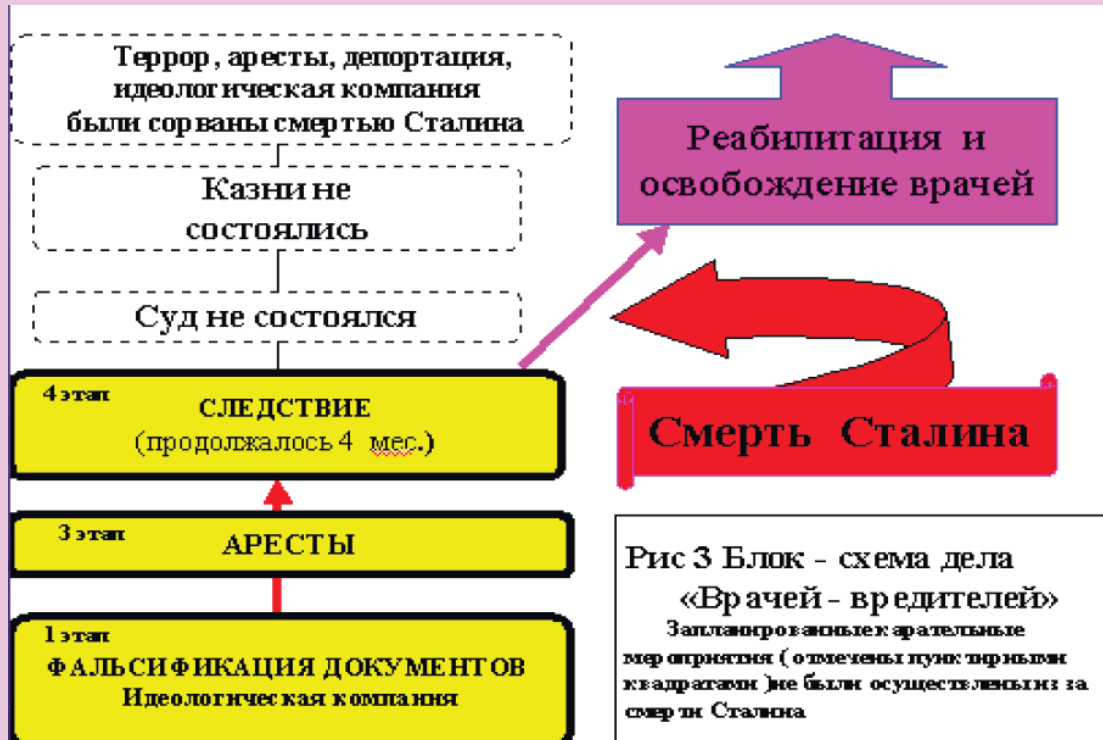 Террор, аресты, депортация,
идеологическая компания
были сорваны смертью Сталина
Казни не
состоялись
Суд не состоялся
4 этап
СЛЕДСТВИЕ
(продолжалось 4 мес.)
3 этап
АРЕСТЫ
1 этап
ФАЛЬСИФИКАЦИЯ ДОКУМЕНТОВ
Идеологическая компания
Реабилитация и
освобождение врачей
Смерть Сталина
Рис 3 Блок - схема дела
«Врачей - вредителей»
Запланированные карательные
мероприятия ( отмечены пунктирными
квадратами )не были осуществлены из за
смерти Сталина